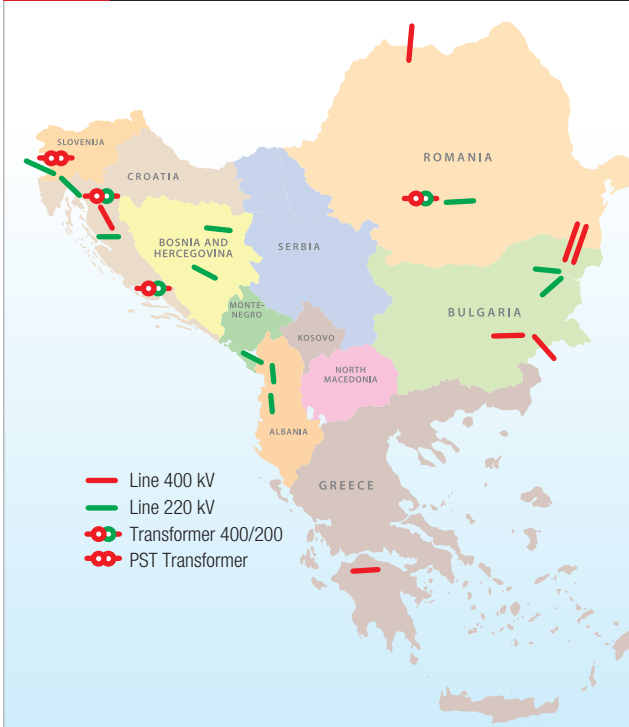 SLOVENIJA
ROMANIA
CROATIA
BOSNIA AND
HERCEGOVINA
SERBIA
MONTE-
NEGRO
BULGARIA
KOSOVO
NORTH
MACEDONIA
ALBANIA
GREECE
Line 400 kV
Line 220 kV
Transformer 400/200
PST Transformer